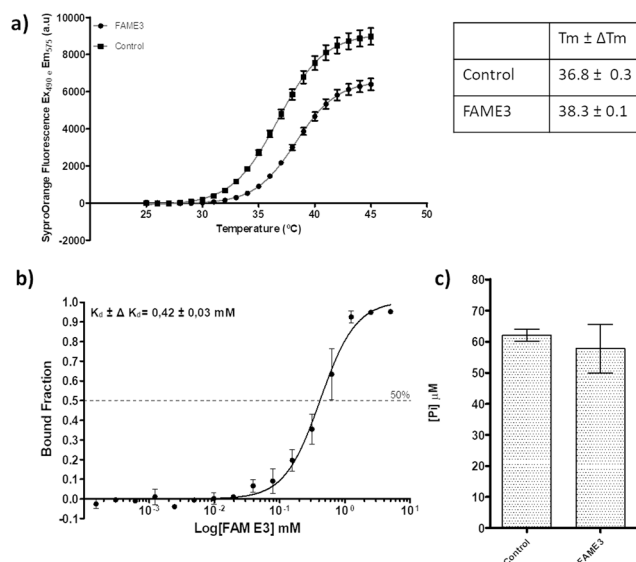 a)
FAME3
Control
SyproOrange Fluorescence Ex490 e Em575 (a.u)
10000
8000
6000
4000
2000
0
-2000
20
25
30
35
40
45
50
Temperature (ºC)
Tm ± ΔTm
Control 36.8 ± 0.3
FAME3 38.3 ± 0.1
b)
Kd ± Δ Kd= 0,42 ± 0,03 mM
Bound Fraction
1.0
0.9
0.8
0.7
0.6
0.5
0.4
0.3
0.2
0.1
0.0
-0.1
50%
10-3
10-2
10-1
100
101
Log[FAM E3] mM
c)
[Pi] μM
80
70
60
50
40
30
20
10
0
Control
FAME3